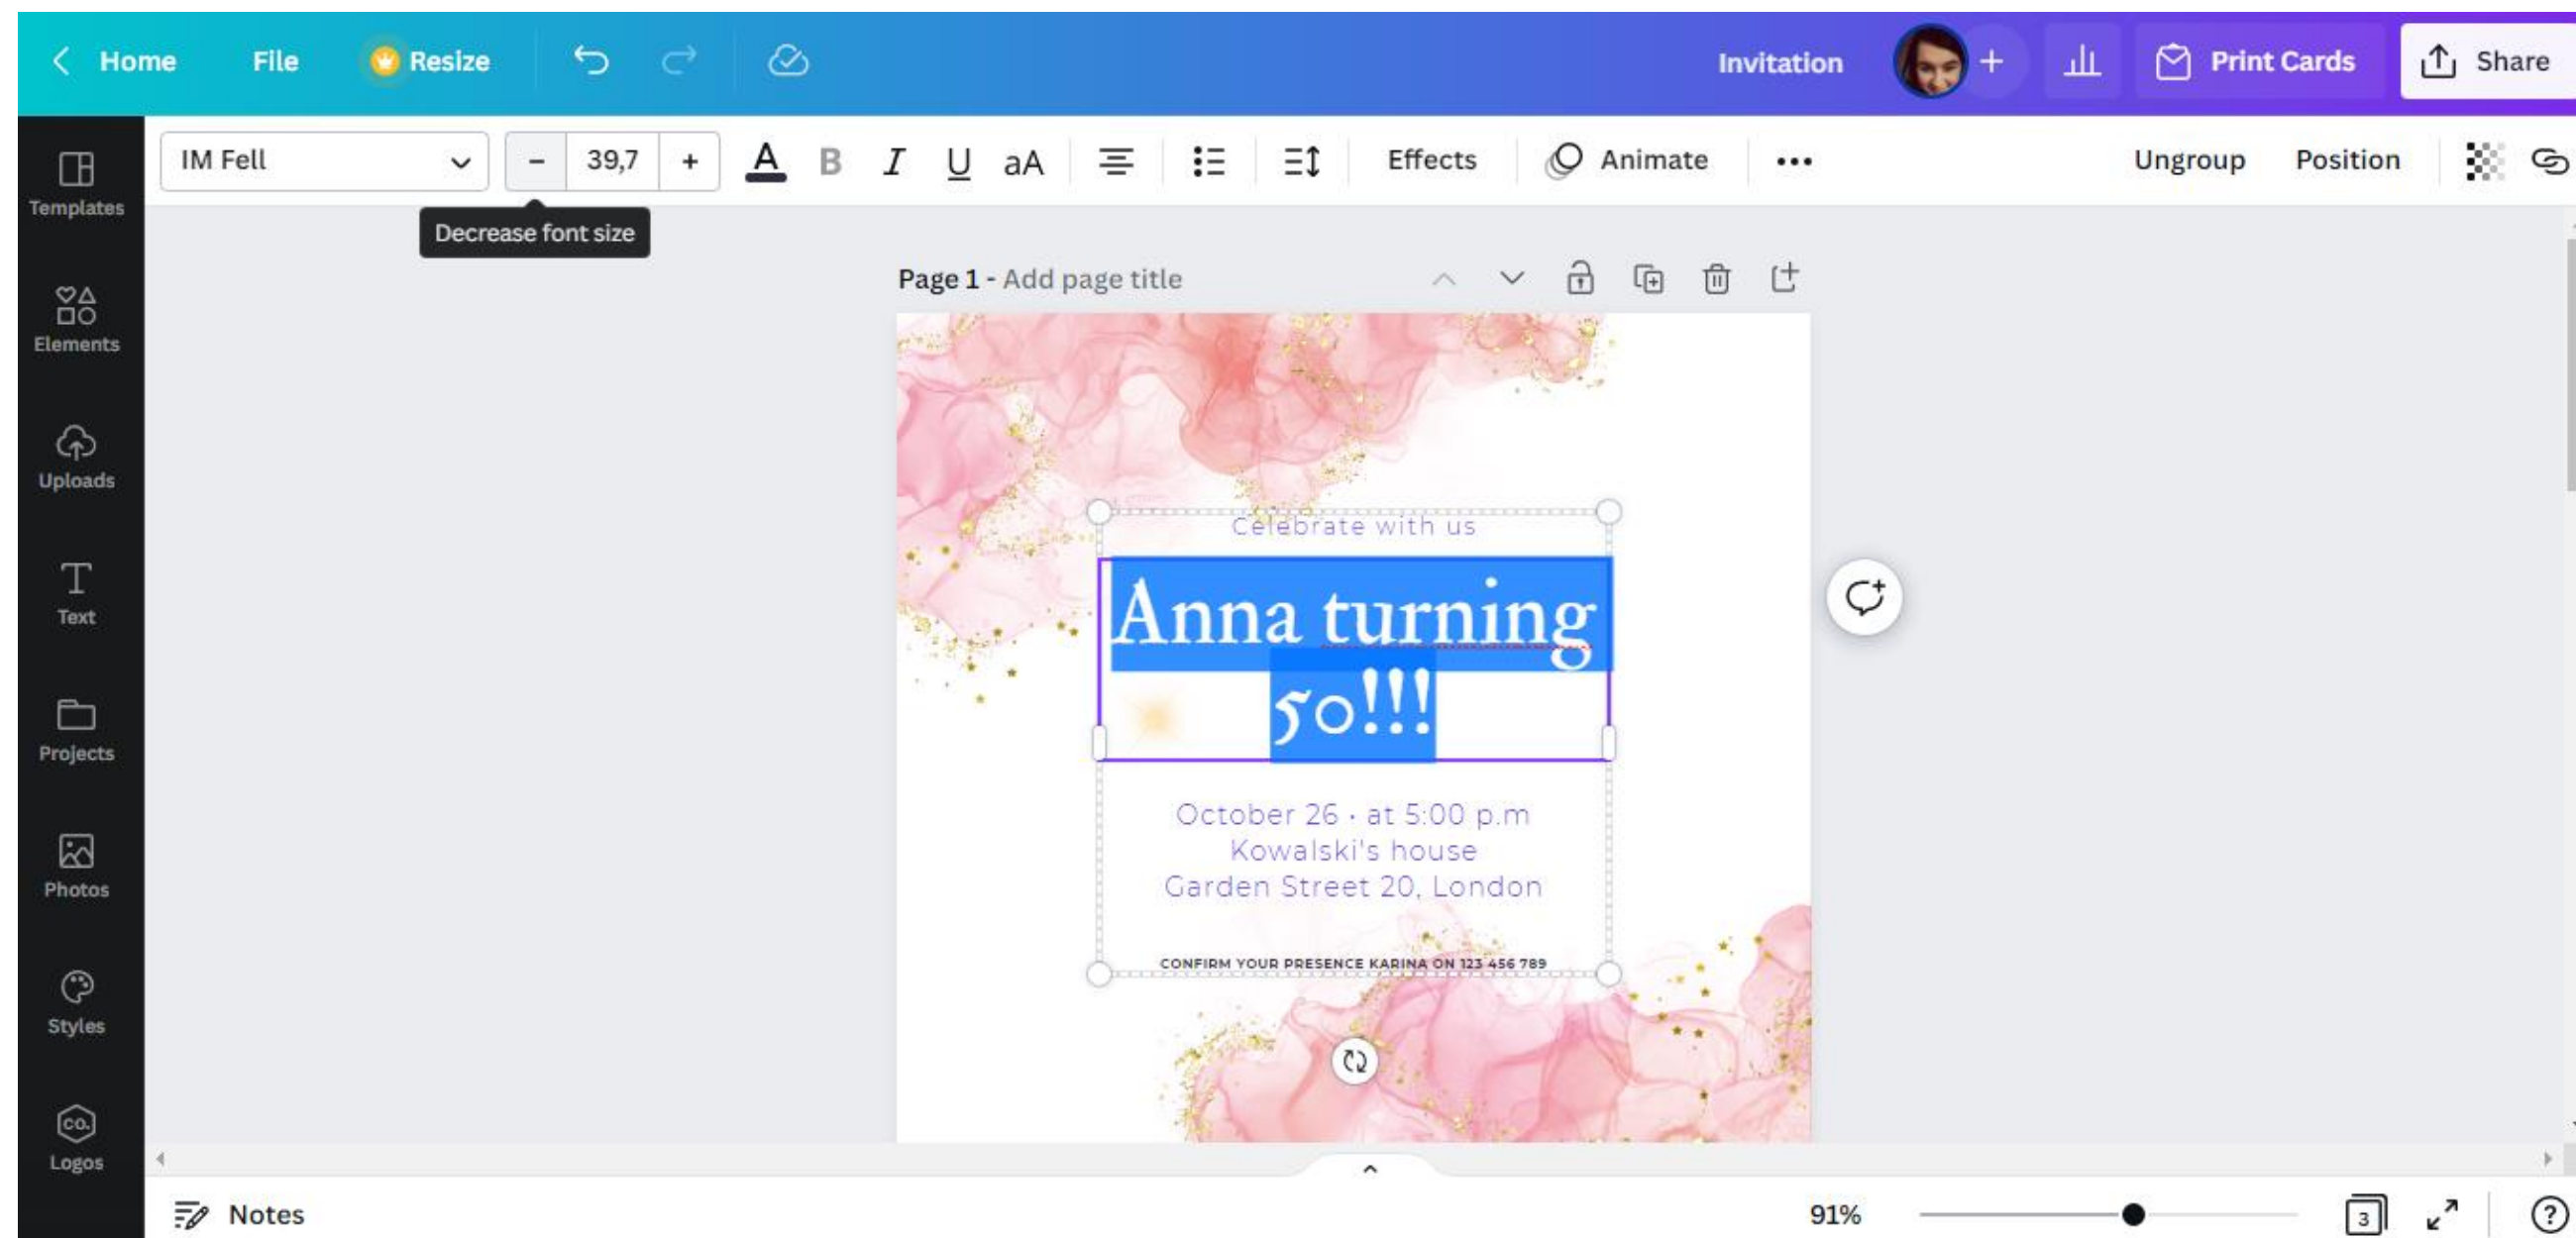 Home File Resize Invitation + Print Cards Share
IM Fell - 39,7 + A B I U aA Effects Animate ... Ungroup Position
Decrease font size
Templates
Elements
Uploads
Text
Projects
Photos
Styles
CO.
Logos
Page 1 - Add page title
Celebrate with us
Anna turning
50!!!
October 26 • at 5:00 p.m
Kowalski's house
Garden Street 20, London
CONFIRM YOUR PRESENCE KARINA ON 123 456 789
Notes 91% 3 ?